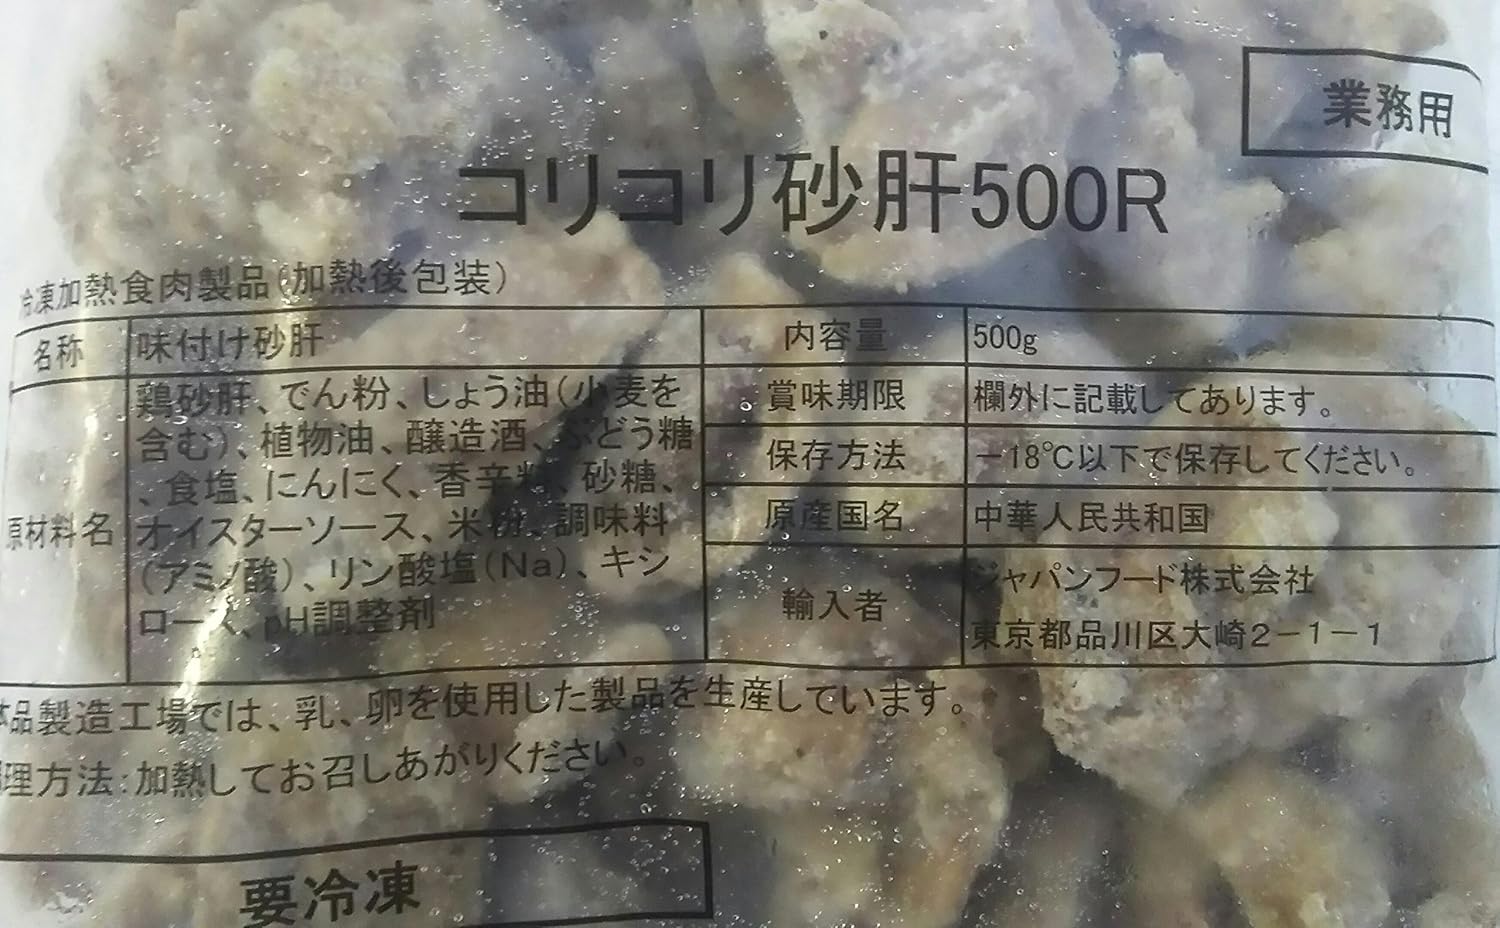 業務用
コリコリ砂肝500R
冷凍加熱食肉製品(加熱後包装)
名称
味付け砂肝
原材料名
鶏砂肝、でん粉、しょう油(小麦を
含む)、植物油、醸造酒、ぶどう糖
、食塩、にんにく、香辛料、砂糖、
オイスターソース、米粉、調味料
(アミノ酸)、リン酸塩(Na)、キシ
ロース、pH調整剤
内容量
500g
賞味期限
欄外に記載してあります。
保存方法
-18℃以下で保存してください。
原産国名
中華人民共和国
輸入者
ジャパンフード株式会社
東京都品川区大崎2-1-1
本品製造工場では、乳、卵を使用した製品を生産しています。
理方法:加熱してお召しあがりください。
要冷凍